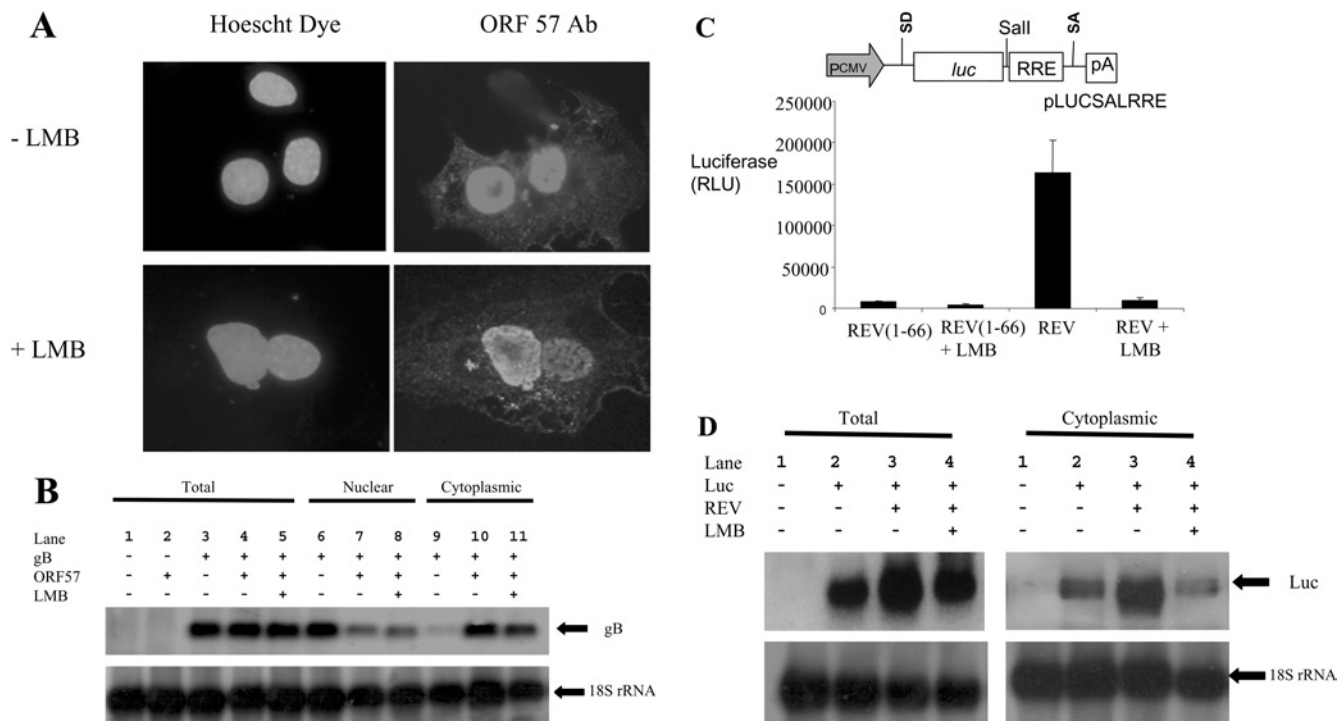 A
Hoescht Dye
ORF 57 Ab
- LMB
+ LMB
B
Total
Nuclear
Cytoplasmic
Lane 1 2 3 4 5 6 7 8 9 10 11
gB - - + + + + + + + + +
ORF57 - + - + + - + + - + +
LMB - - - - + - - + - - +
gB
18S rRNA
C
SD
SalI
SA
PCMV
luc
RRE
pA
pLUCSALRRE
Luciferase
(RLU)
250000
200000
150000
100000
50000
0
REV(1-66)
REV(1-66)
+ LMB
REV
REV +
LMB
D
Total
Cytoplasmic
Lane 1 2 3 4 1 2 3 4
Luc - + + + - + + +
REV - - + + - - + +
LMB - - - + - - - +
Luc
18S rRNA